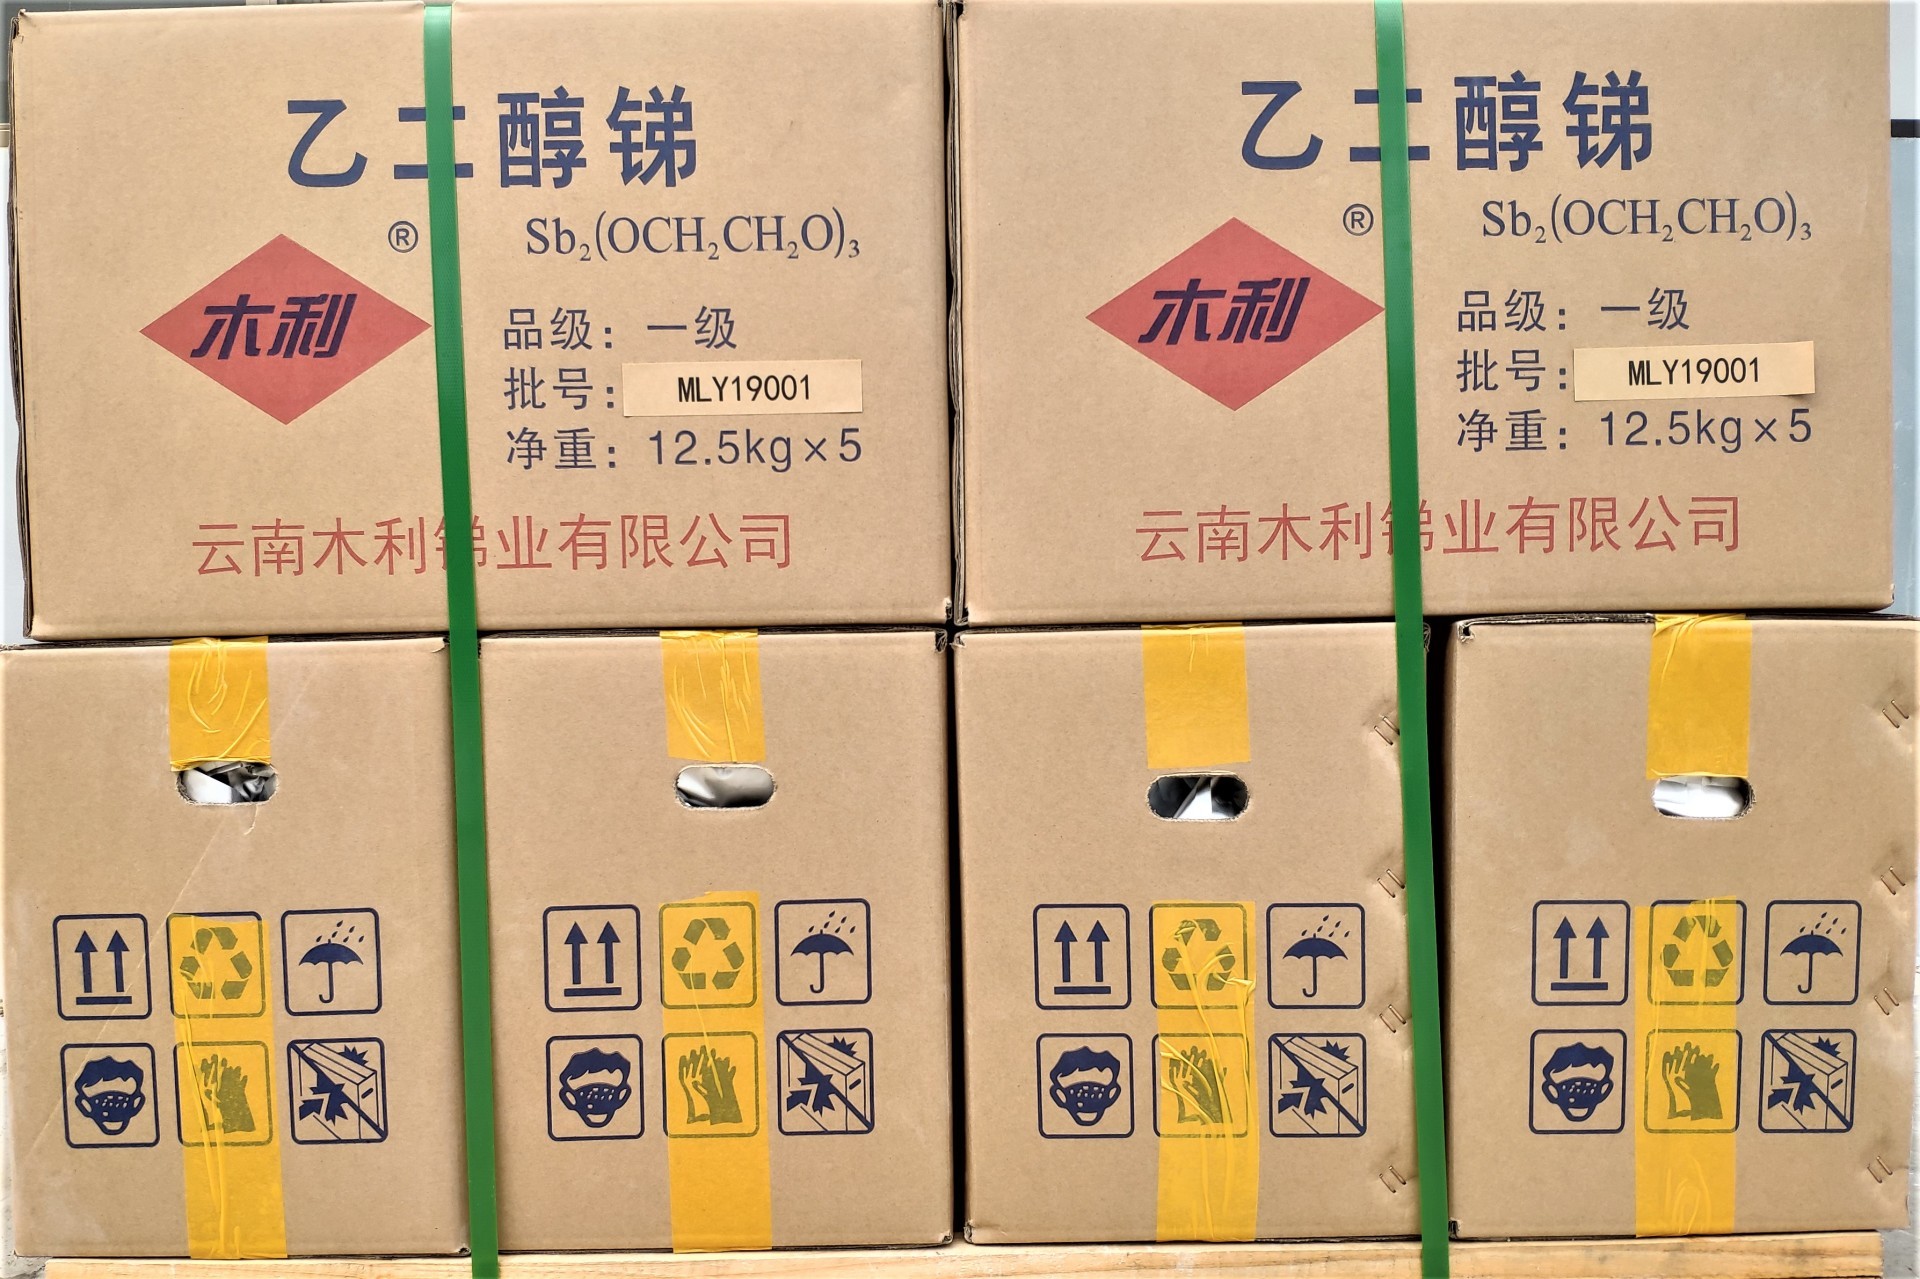 乙二醇锑
®
Sb₂(OCH₂CH₂O)₃
木利
品级：一级
批号：MLY19001
净重：12.5kg×5
云南木利锑业有限公司
乙二醇锑
®
Sb₂(OCH₂CH₂O)₃
木利
品级：一级
批号：MLY19001
净重：12.5kg×5
云南木利锑业有限公司